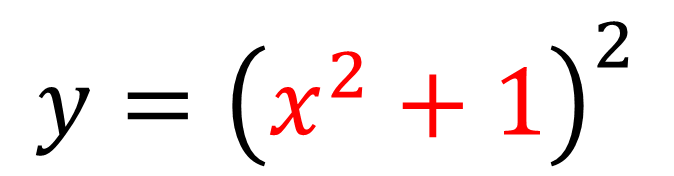 y = (x² + 1)²